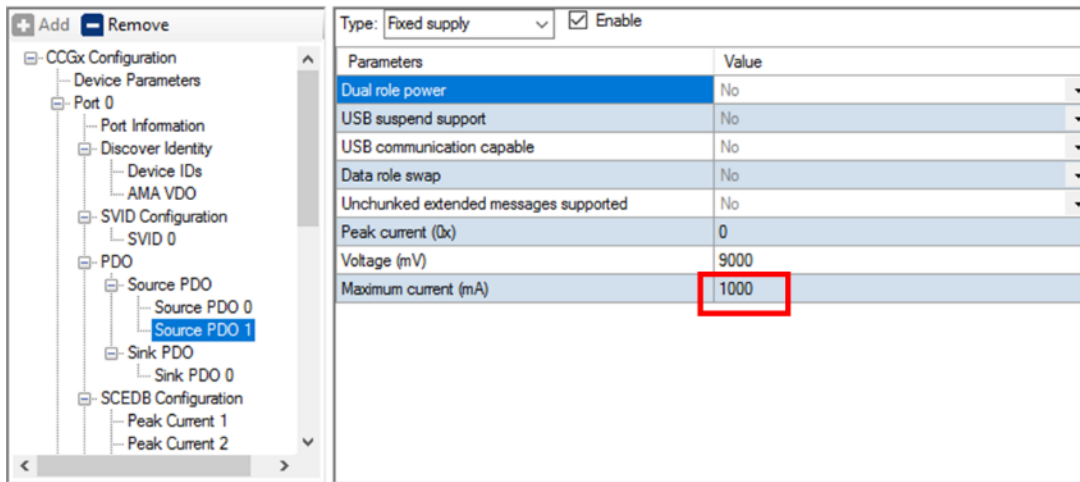 Add Remove
CCGx Configuration
Device Parameters
Port 0
Port Information
Discover Identity
Device IDs
AMA VDO
SVID Configuration
SVID 0
PDO
Source PDO
Source PDO 0
Source PDO 1
Sink PDO
Sink PDO 0
SCEDB Configuration
Peak Current 1
Peak Current 2
Type: Fixed supply Enable
Parameters Value
Dual role power No
USB suspend support No
USB communication capable No
Data role swap No
Unchunked extended messages supported No
Peak current (0x) 0
Voltage (mV) 9000
Maximum current (mA) 1000